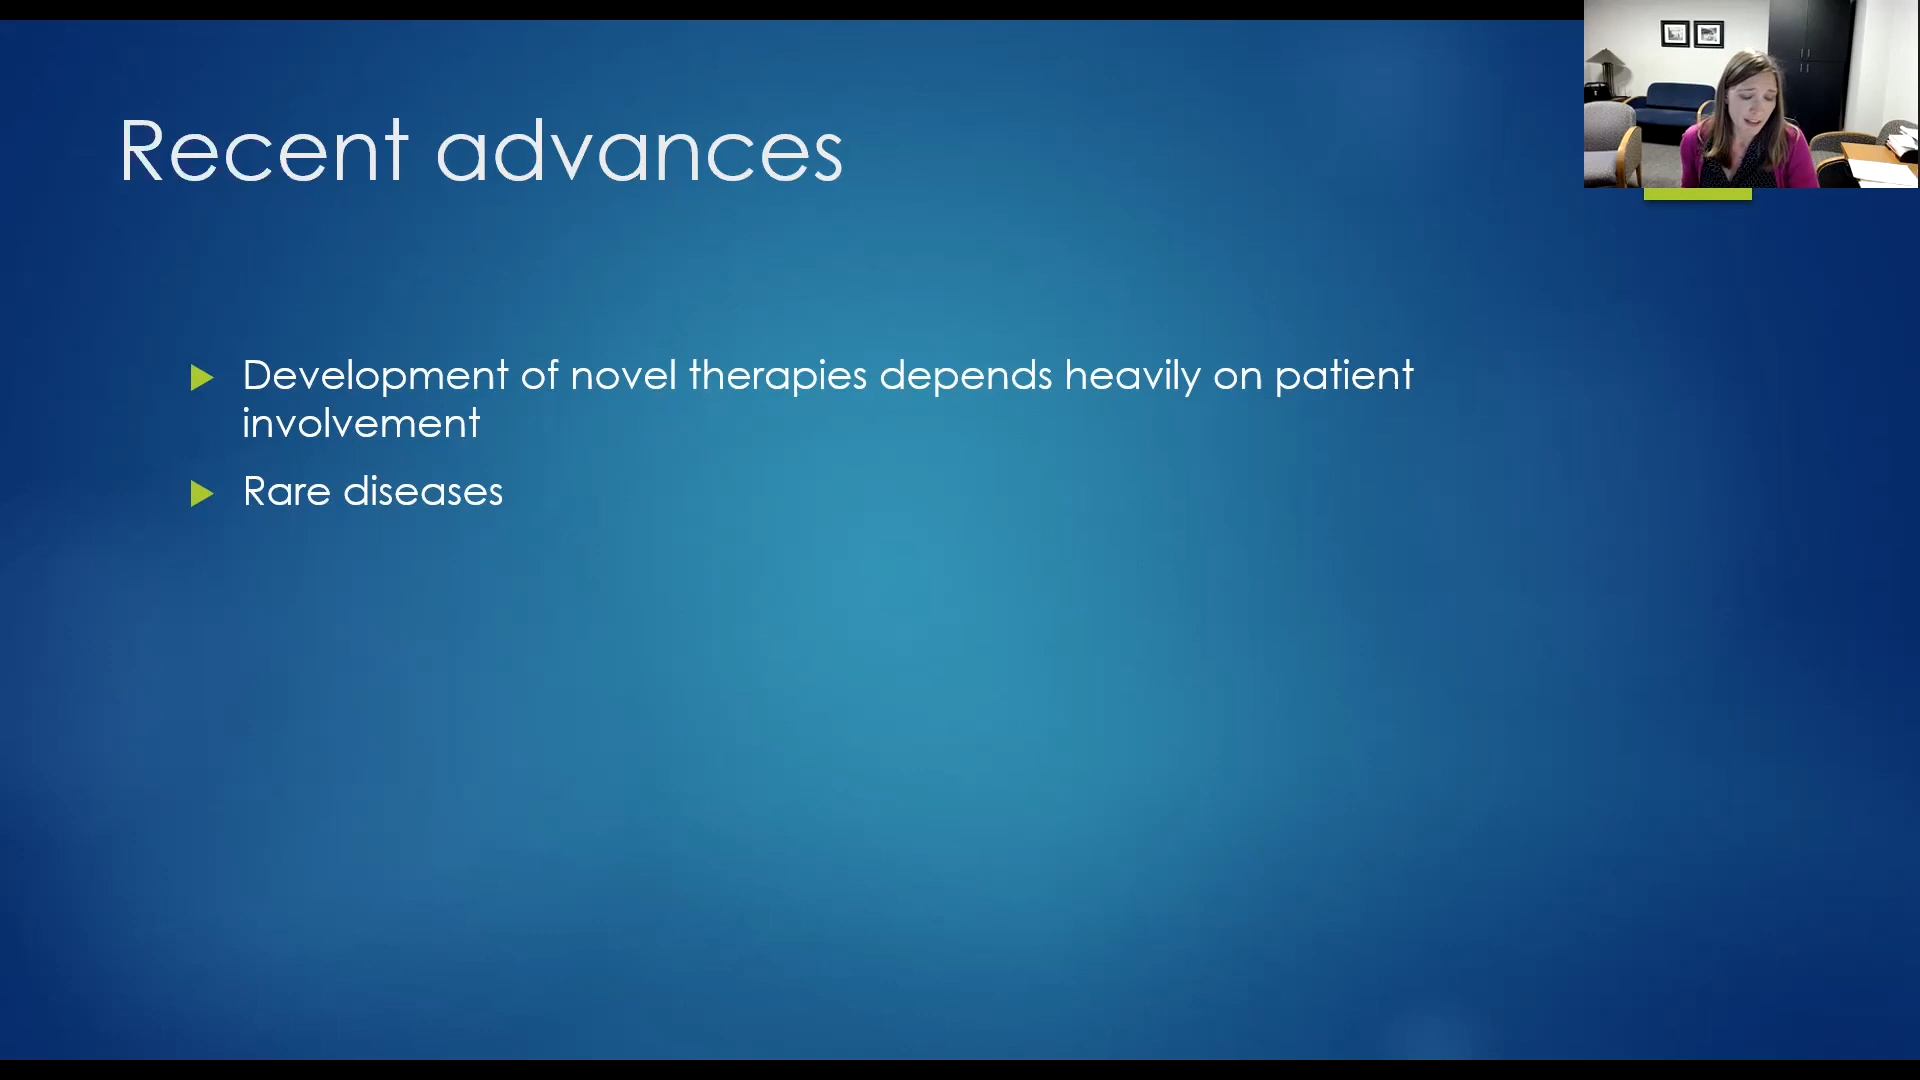 Recent advances
Development of novel therapies depends heavily on patient
involvement
Rare diseases